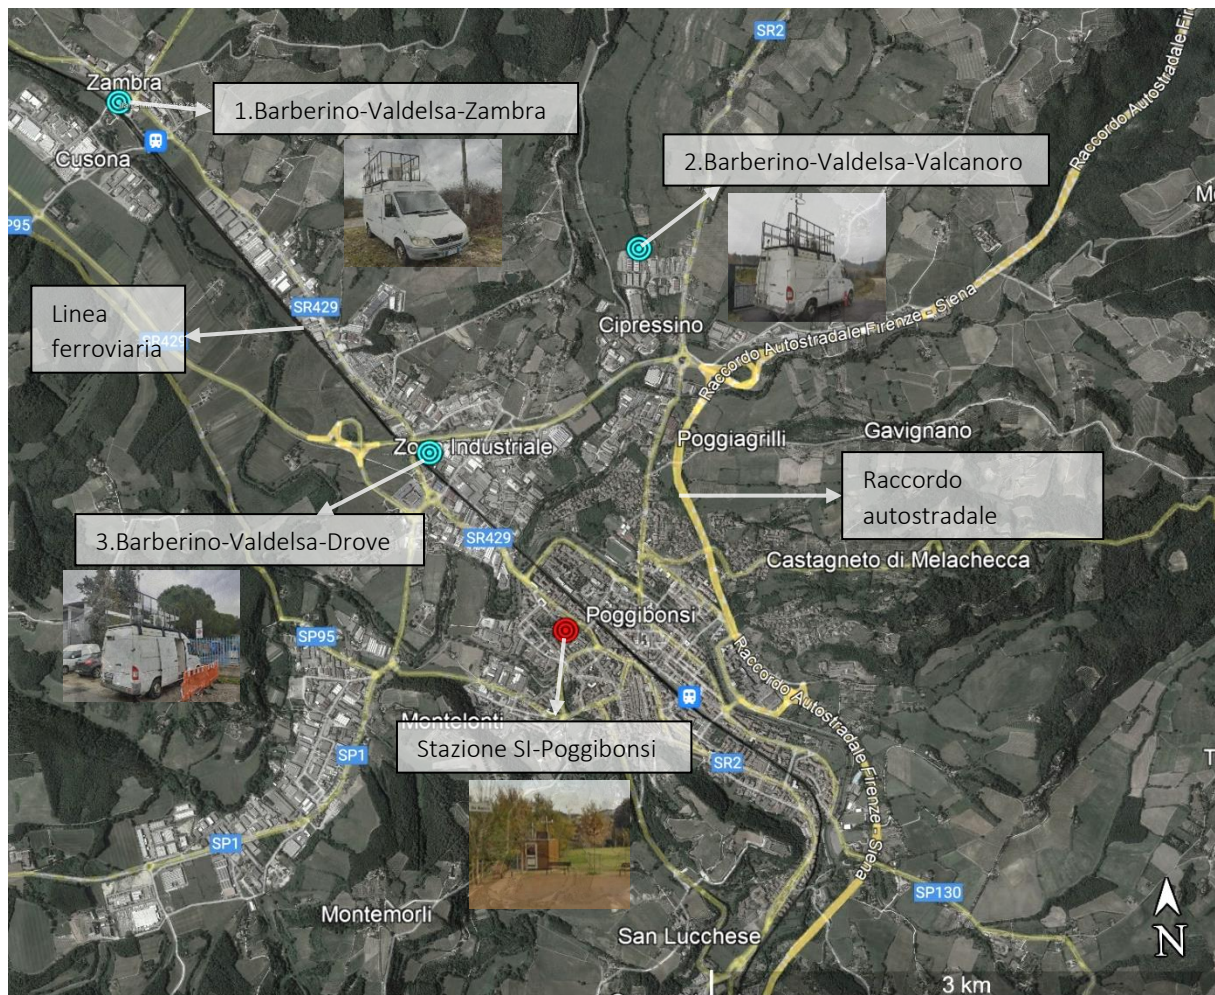 SR2
Zambra
1.Barberino-Valdelsa-Zambra
Cusona
2.Barberino-Valdelsa-Valcanoro
Raccordo Autostradale Firenze - Siena
P95
SR429
Linea
ferroviaria
SR429
Cipressino
Raccordo Autostradale Firenze - Siena
Poggiagrilli
Gavignano
Industriale
Raccordo
autostradale
3.Barberino-Valdelsa-Drove
SR429
Castagneto di Melachecca
Poggibonsi
SP95
Raccordo Autostradale Firenze - Siena
Montelonti
Stazione SI-Poggibonsi
SP1
SR2
SP1
SP130
Montemorli
San Lucchese
N
3 km